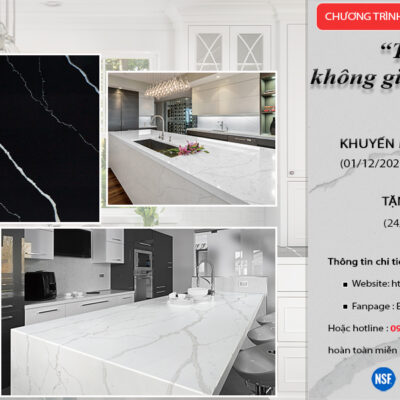 CHƯƠNG TRÌNH
“T
không gi
KHUYẾN
(01/12/202
TẶN
(24
Thông tin chi ti
Website: ht
Fanpage : E
Hoặc hotline : 09
hoàn toàn miễn
NSF